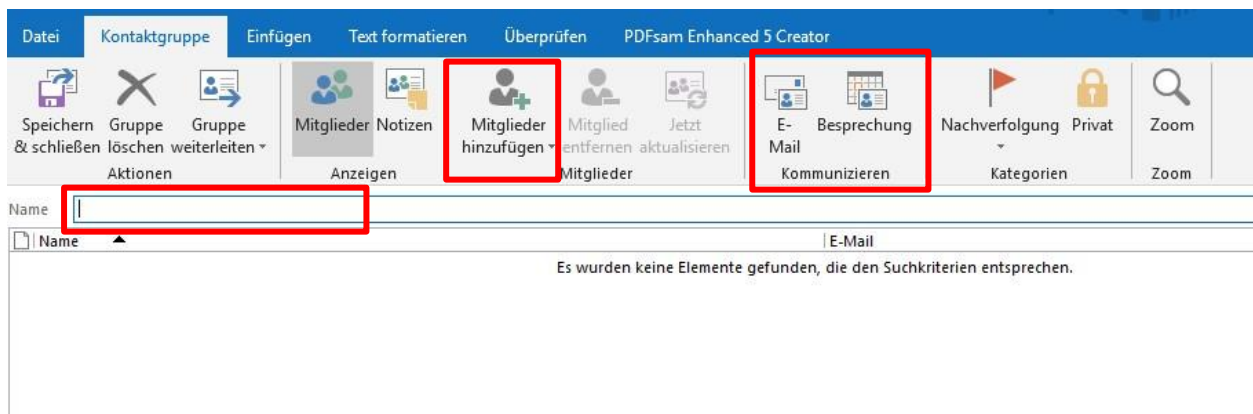 Datei Kontaktgruppe Einfügen Text formatieren Überprüfen PDFsam Enhanced 5 Creator
Speichern Gruppe Gruppe Mitglieder Notizen Mitglieder Mitglied Jetzt E- Besprechung Nachverfolgung Privat Zoom
& schließen löschen weiterleiten hinzufügen entfernen aktualisieren Mail
Aktionen Anzeigen Mitglieder Kommunizieren Kategorien Zoom
Name
Name E-Mail
Es wurden keine Elemente gefunden, die den Suchkriterien entsprechen.